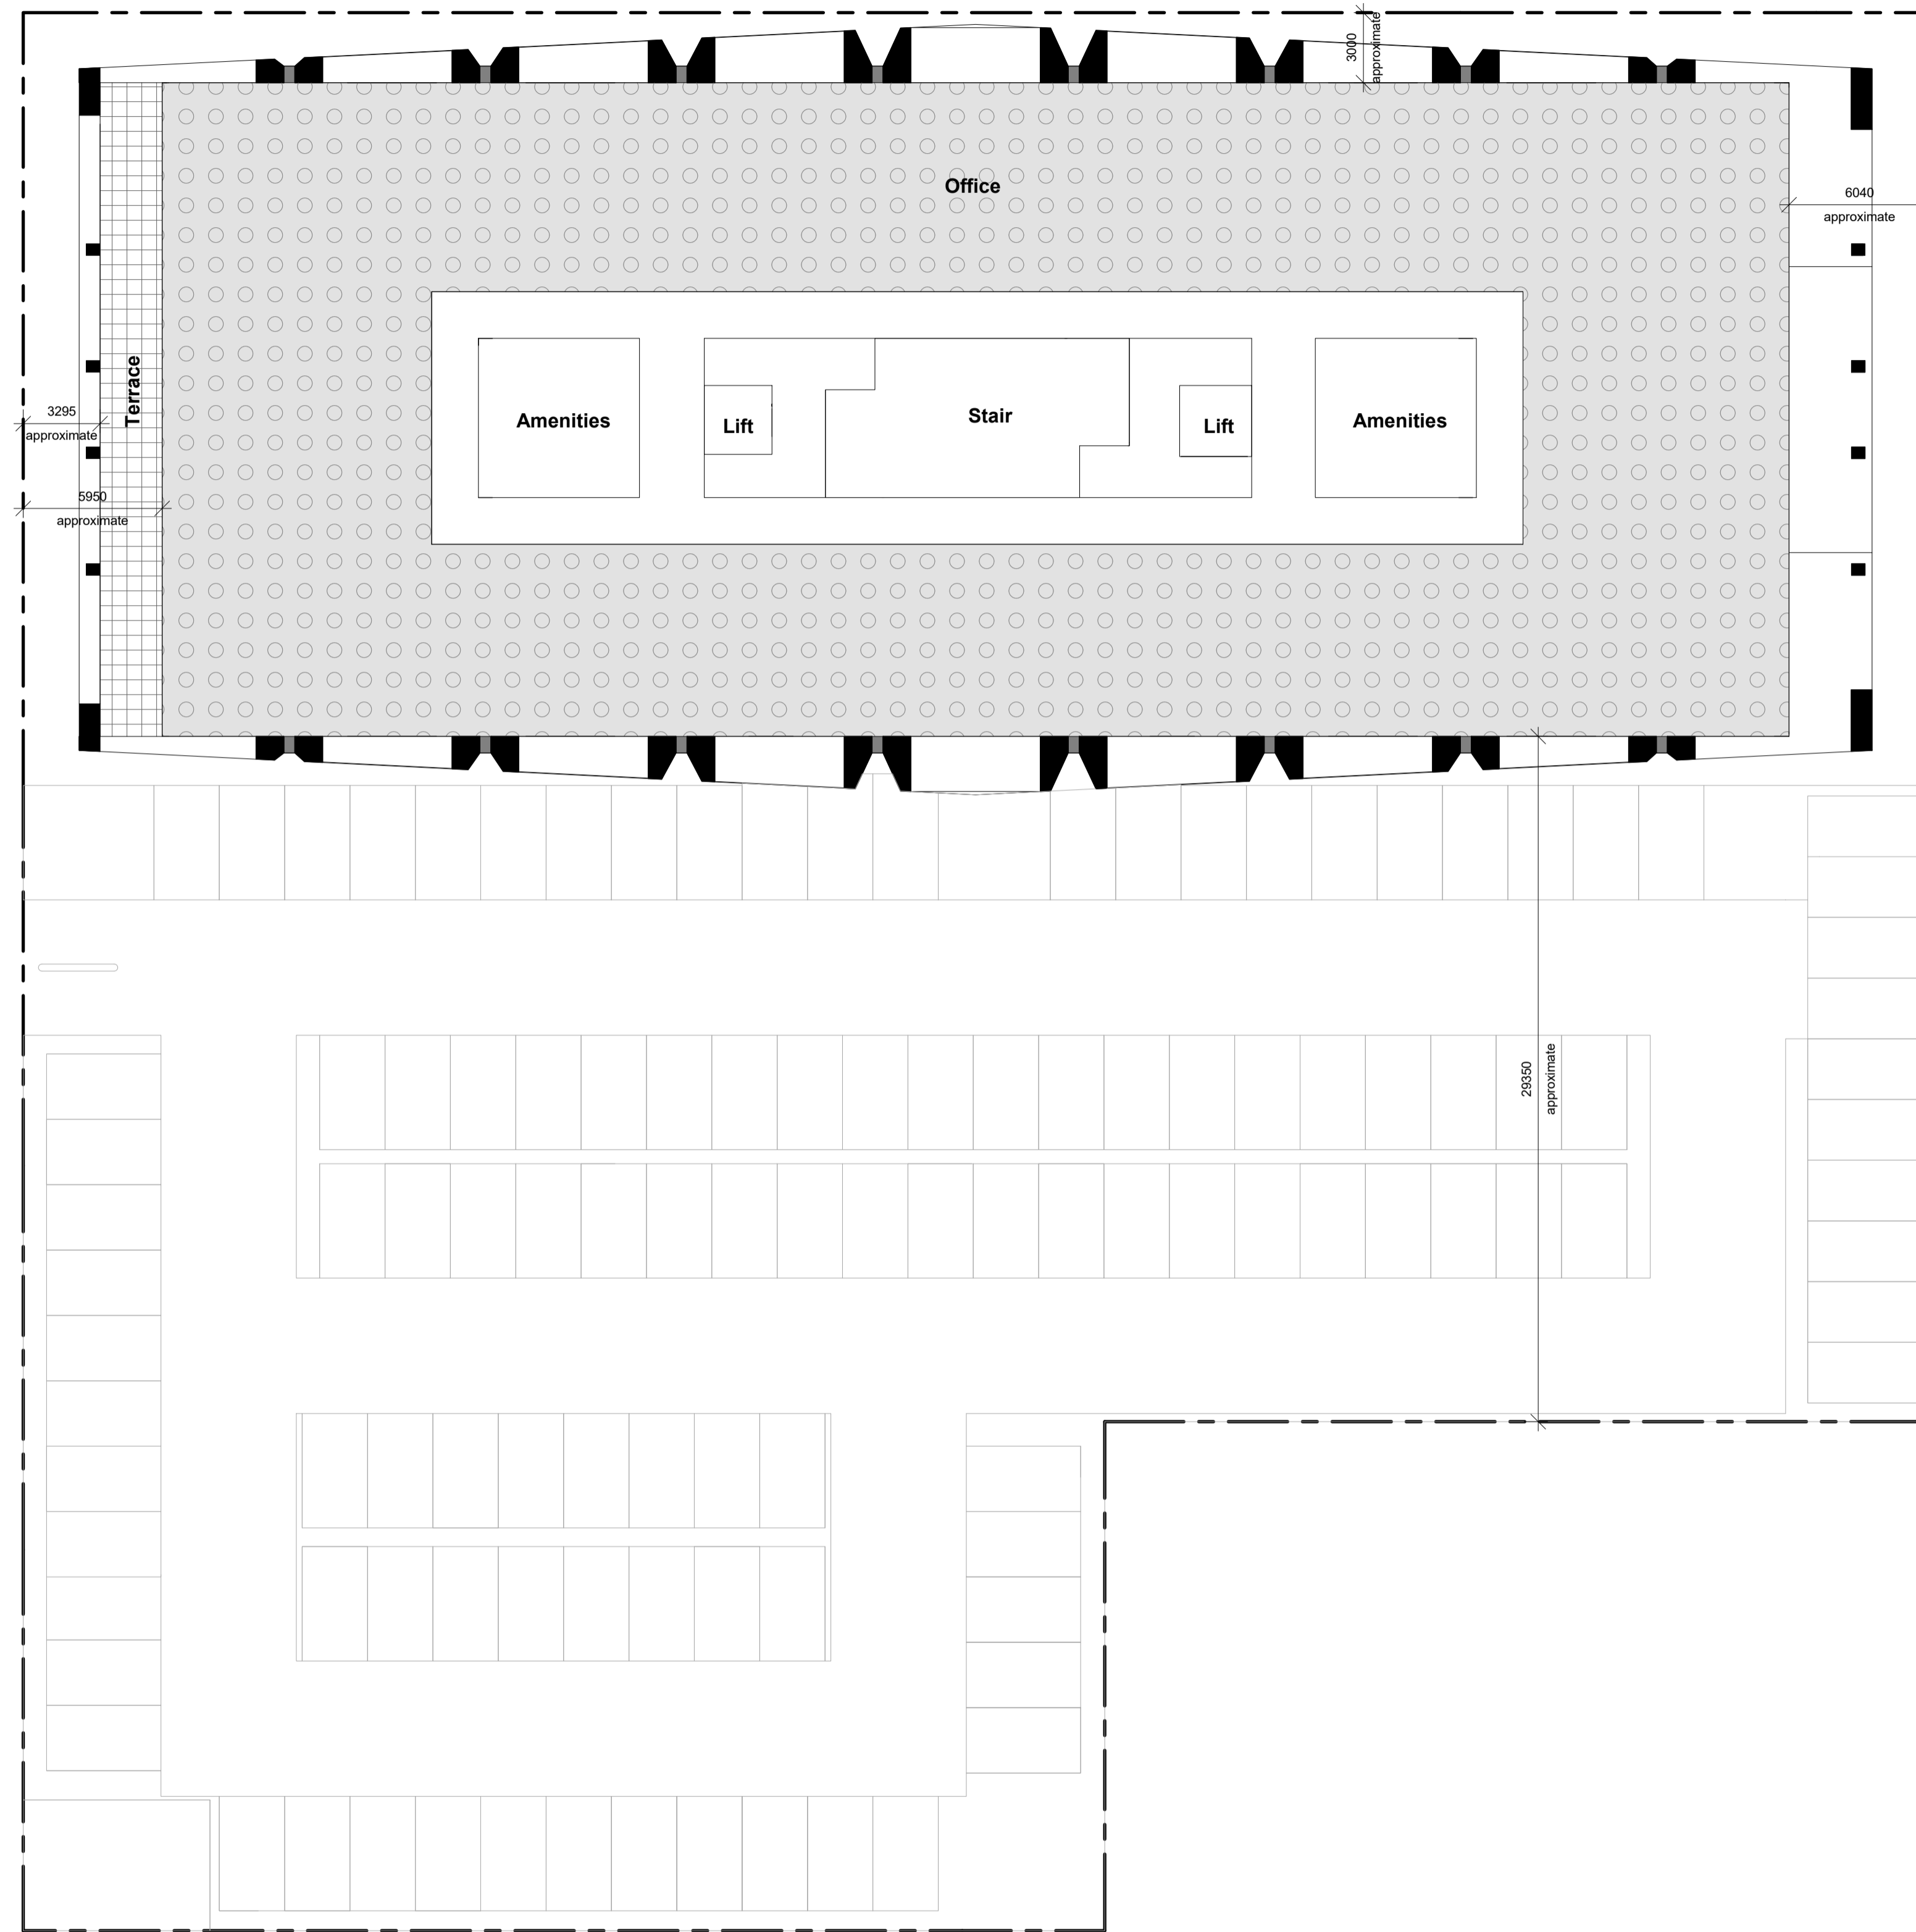 3000
approximate
Office
6040
approximate
Terrace
3295
approximate
Amenities
Lift
Stair
Lift
Amenities
5950
approximate
29350
approximate